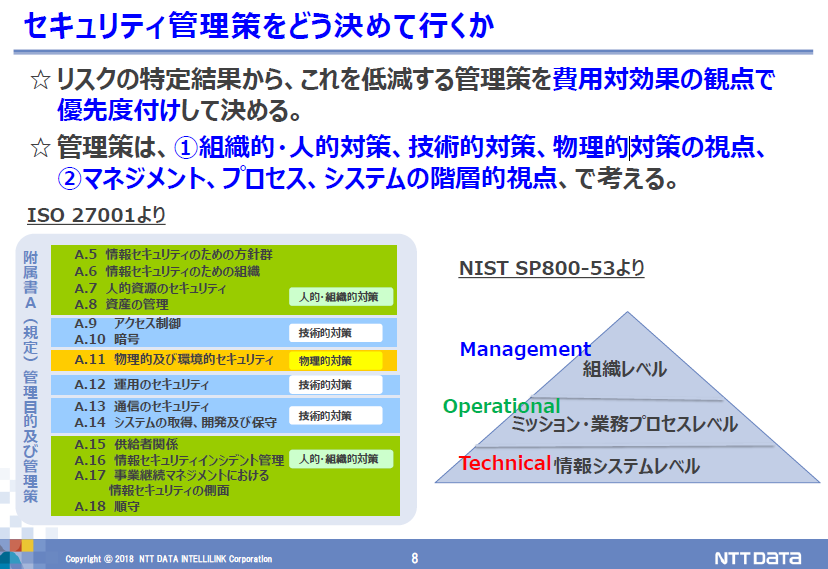 セキュリティ管理策をどう決めて行くか
☆ リスクの特定結果から、これを低減する管理策を費用対効果の観点で
優先度付けして決める。
☆ 管理策は、①組織的・人的対策、技術的対策、物理的対策の視点、
②マネジメント、プロセス、システムの階層的視点、で考える。
ISO 27001より
附属書A（規定）管理目的及び管理策
A.5 情報セキュリティのための方針群
A.6 情報セキュリティのための組織
A.7 人的資源のセキュリティ
A.8 資産の管理
人的・組織的対策
A.9 アクセス制御
A.10 暗号
技術的対策
A.11 物理的及び環境的セキュリティ
物理的対策
A.12 運用のセキュリティ
技術的対策
A.13 通信のセキュリティ
A.14 システムの取得、開発及び保守
技術的対策
A.15 供給者関係
A.16 情報セキュリティインシデント管理
人的・組織的対策
A.17 事業継続マネジメントにおける
情報セキュリティの側面
A.18 順守
NIST SP800-53より
Management
組織レベル
Operational
ミッション・業務プロセスレベル
Technical 情報システムレベル
Copyright © 2018 NTT DATA INTELLILINK Corporation
8
NTT DATA